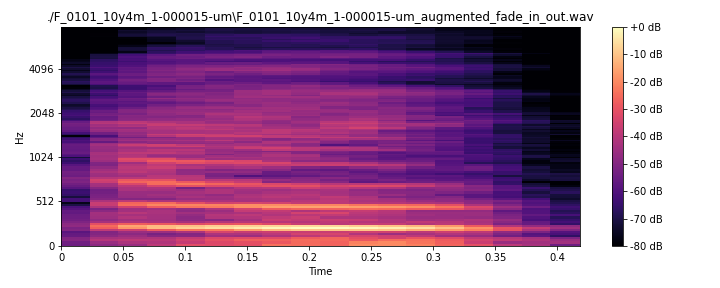 ./F_0101_10y4m_1-000015-um\F_0101_10y4m_1-000015-um_augmented_fade_in_out.wav
4096
2048
1024
512
0
Hz
0 0.05 0.1 0.15 0.2 0.25 0.3 0.35 0.4
Time
+0 dB
-10 dB
-20 dB
-30 dB
-40 dB
-50 dB
-60 dB
-70 dB
-80 dB